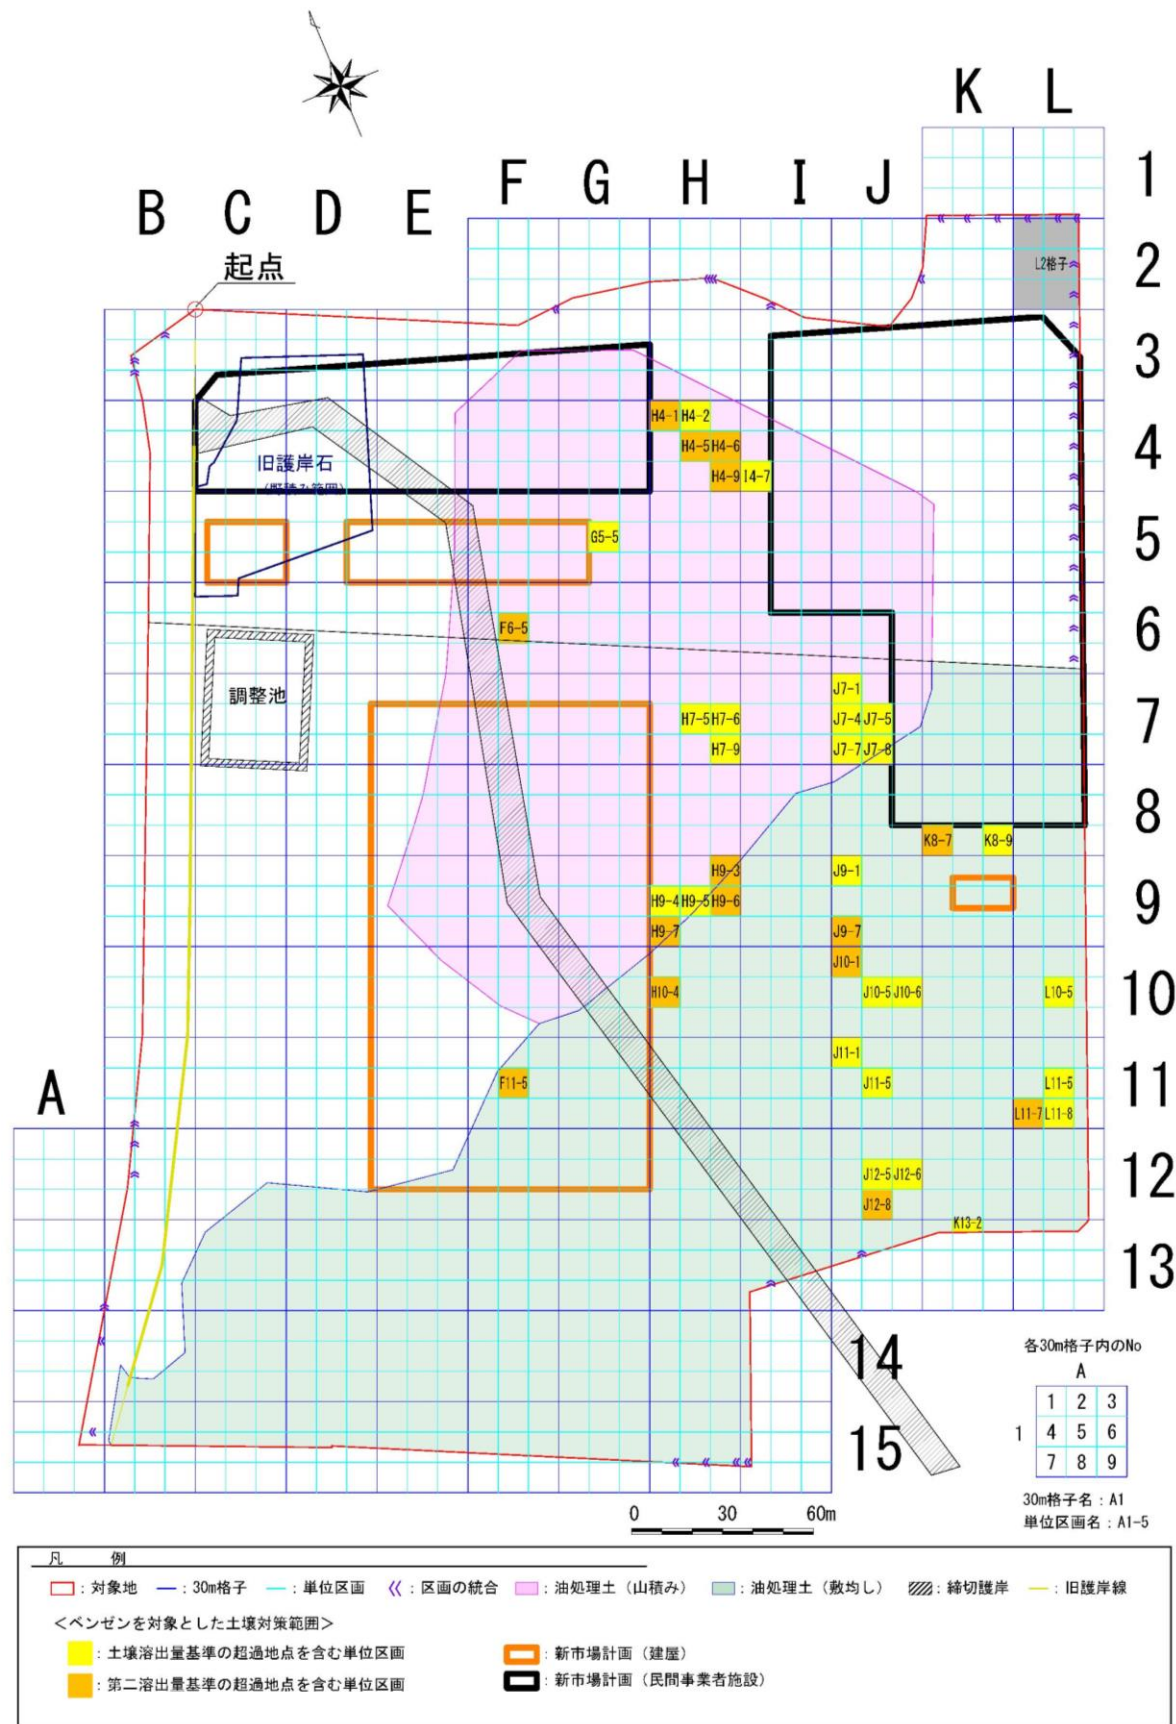 K L
1
B C D E F G H I J
起点
2
L2格子
3
H4-1 H4-2
4
旧護岸石
H4-5 H4-6
H4-9 I4-7
G5-5
5
F6-5
6
調整池
J7-1
H7-5 H7-6
J7-4 J7-5
7
H7-9
J7-7 J7-8
8
K8-7
K8-9
H9-3
J9-1
H9-4 H9-5 H9-6
9
H9-7
J9-7
J10-1
H10-4
J10-5 J10-6
L10-5
10
J11-1
A
F11-5
J11-5
L11-5
11
L11-7 L11-8
J12-5 J12-6
12
J12-8
K13-2
13
14
15
各30m格子内のNo
A
1 2 3
1
4 5 6
7 8 9
30m格子名：A1
単位区画名：A1-5
0 30 60m
凡 例
：対象地 ：30m格子 ：単位区画 ：区画の統合 ：油処理土（山積み） ：油処理土（敷均し） ：締切護岸 ：旧護岸線
＜ベンゼンを対象とした土壌対策範囲＞
：土壌溶出量基準の超過地点を含む単位区画
：新市場計画（建屋）
：第二溶出量基準の超過地点を含む単位区画
：新市場計画（民間事業者施設）